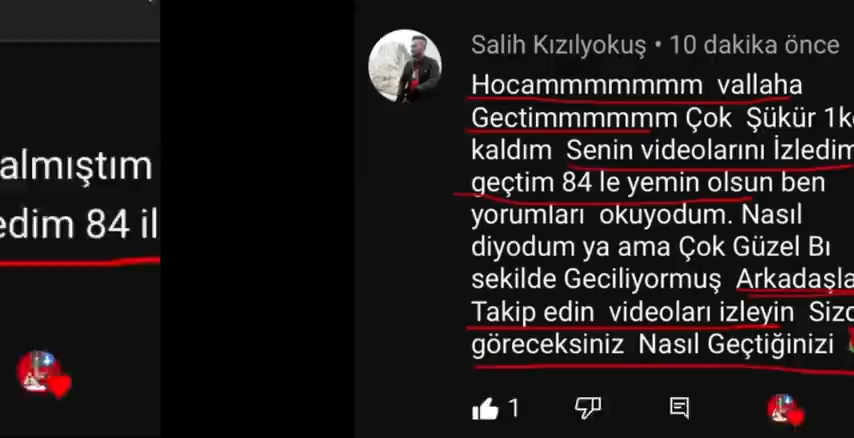 almıştım
edim 84 il
Salih Kızılyokuş • 10 dakika önce
Hocammmmmmm vallaha
Gectimmmmmm Çok Şükür 1k
kaldım Senin videolarını İzledim
geçtim 84 le yemin olsun ben
yorumları okuyodum. Nasıl
diyodum ya ama Çok Güzel Bı
sekilde Geciliyormuş Arkadaşla
Takip edin videoları izleyin Siz
göreceksiniz Nasıl Geçtiğinizi
1